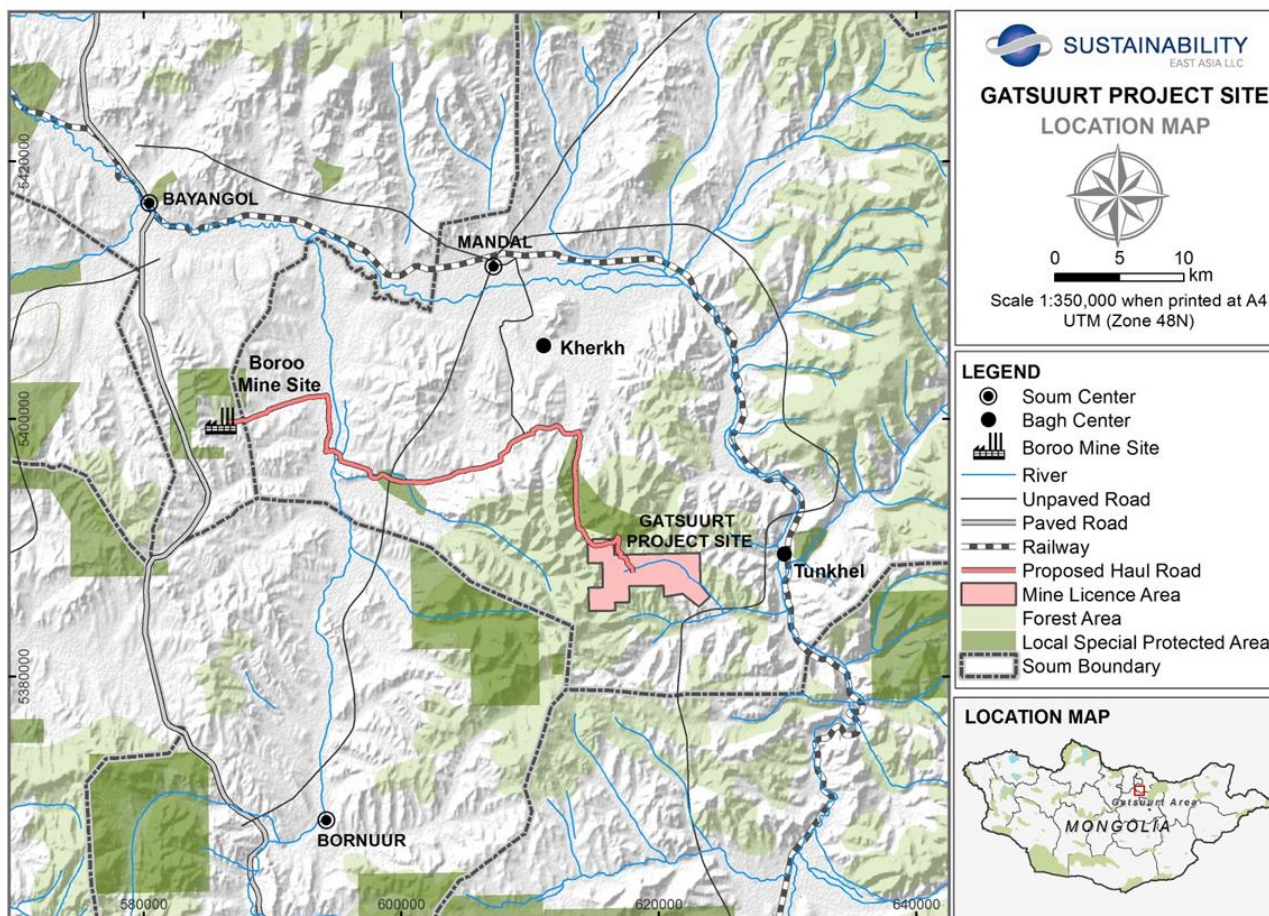 SUSTAINABILITY
EAST ASIA LLC
GATSUURT PROJECT SITE
LOCATION MAP
0 5 10
km
Scale 1:350,000 when printed at A4
UTM (Zone 48N)
LEGEND
Soum Center
Bagh Center
Boroo Mine Site
River
Unpaved Road
Paved Road
Railway
Proposed Haul Road
Mine Licence Area
Forest Area
Local Special Protected Area
Soum Boundary
LOCATION MAP
Gatsuurt Area
MONGOLIA
5420000
BAYANGOL
MANDAL
Kherkh
Boroo
Mine Site
5400000
GATSUURT
PROJECT SITE
Tunkhel
5380000
BORNUUR
580000
600000
620000
640000